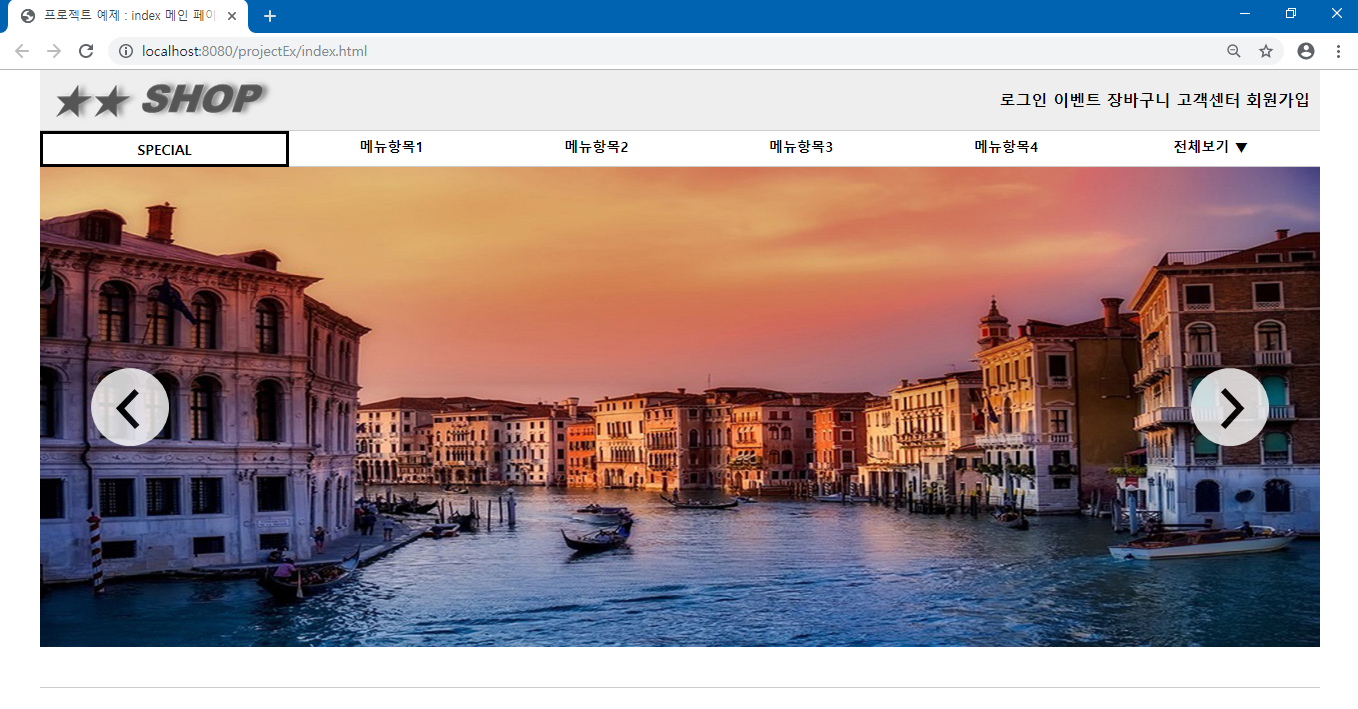 프로젝트 예제 : index 메인 페이
localhost:8080/projectEx/index.html
★★ SHOP
로그인 이벤트 장바구니 고객센터 회원가입
SPECIAL 메뉴항목1 메뉴항목2 메뉴항목3 메뉴항목4 전체보기 ▼